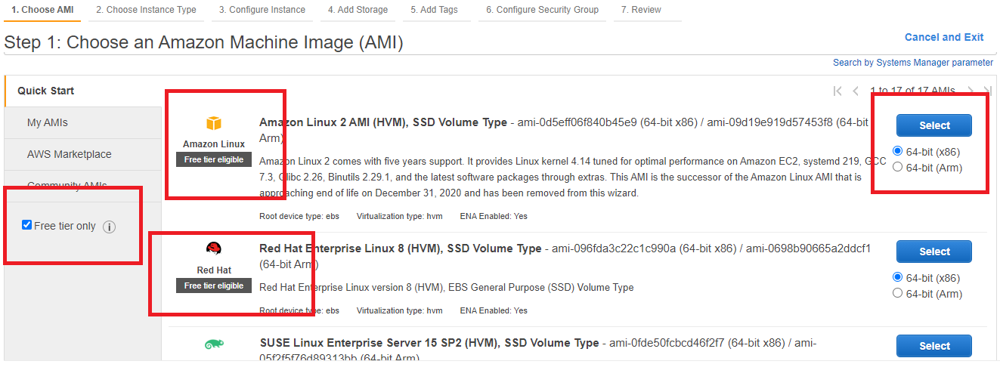 1. Choose AMI 2. Choose Instance Type 3. Configure Instance 4. Add Storage 5. Add Tags 6. Configure Security Group 7. Review
Step 1: Choose an Amazon Machine Image (AMI)
Cancel and Exit
Search by Systems Manager parameter
Quick Start
My AMIs
AWS Marketplace
Community AMIs
Free tier only
1 to 17 of 17 AMIs
Amazon Linux
Free tier eligible
Amazon Linux 2 AMI (HVM), SSD Volume Type - ami-0d5eff06f840b45e9 (64-bit x86) / ami-09d19e919d57453f8 (64-bit
Arm)
Amazon Linux 2 comes with five years support. It provides Linux kernel 4.14 tuned for optimal performance on Amazon EC2, systemd 219, GCC
7.3, Glibc 2.26, Binutils 2.29.1, and the latest software packages through extras. This AMI is the successor of the Amazon Linux AMI that is
approaching end of life on December 31, 2020 and has been removed from this wizard.
Root device type: ebs Virtualization type: hvm ENA Enabled: Yes
Select
64-bit (x86)
64-bit (Arm)
Red Hat
Free tier eligible
Red Hat Enterprise Linux 8 (HVM), SSD Volume Type - ami-096fda3c22c1c990a (64-bit x86) / ami-0698b90665a2ddcf1
(64-bit Arm)
Red Hat Enterprise Linux version 8 (HVM), EBS General Purpose (SSD) Volume Type
Root device type: ebs Virtualization type: hvm ENA Enabled: Yes
Select
64-bit (x86)
64-bit (Arm)
SUSE Linux Enterprise Server 15 SP2 (HVM), SSD Volume Type - ami-0fde50fcbcd46f2f7 (64-bit x86) / ami-
05f2f5f76d89313bb (64-bit Arm)
Select